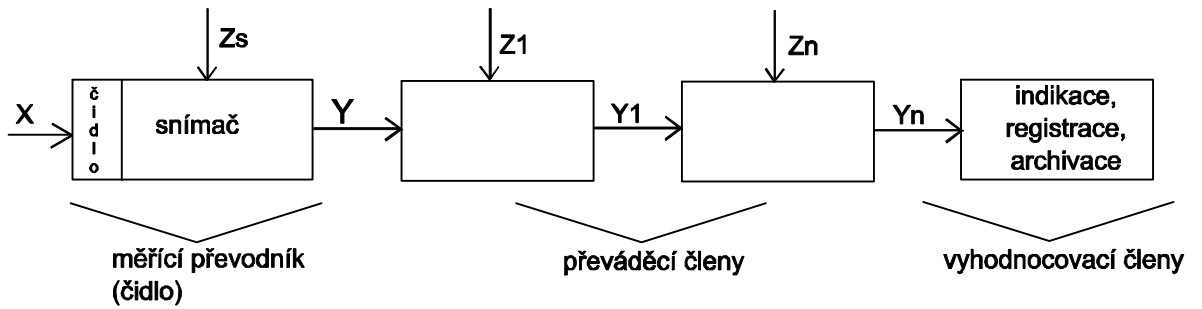 Zs
Z1
Zn
X
čidlo
snímač
Y
Y1
Yn
indikace,
registrace,
archivace
měřící převodník
(čidlo)
převáděcí členy
vyhodnocovací členy